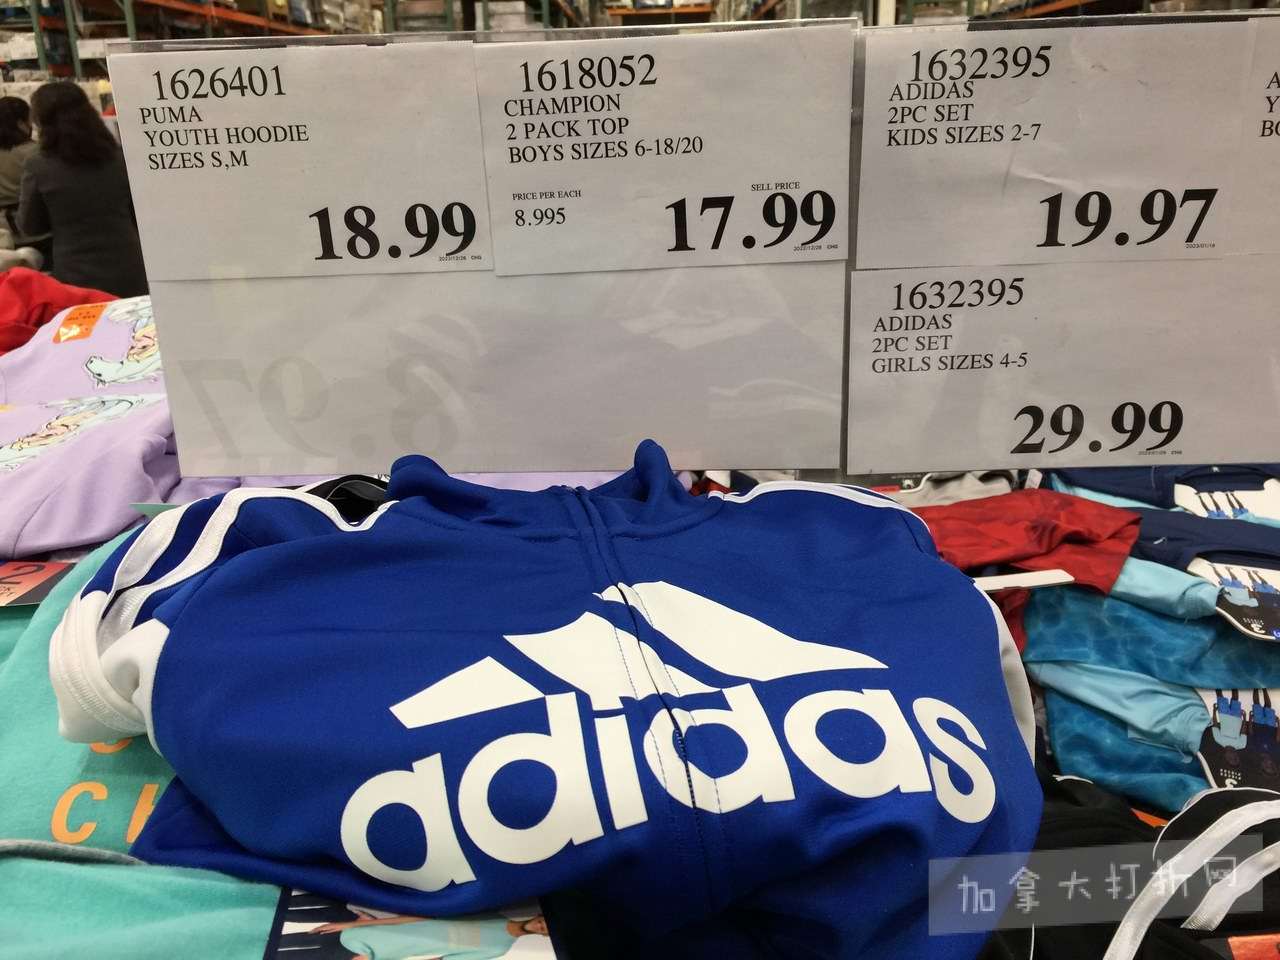 1626401
PUMA
YOUTH HOODIE
SIZES S,M
18.99
1618052
CHAMPION
2 PACK TOP
BOYS SIZES 6-18/20
PRICE PER EACH
8.995
SELL PRICE
17.99
1632395
ADIDAS
2PC SET
KIDS SIZES 2-7
19.97
1632395
ADIDAS
2PC SET
GIRLS SIZES 4-5
29.99
adidas
加拿大打折网